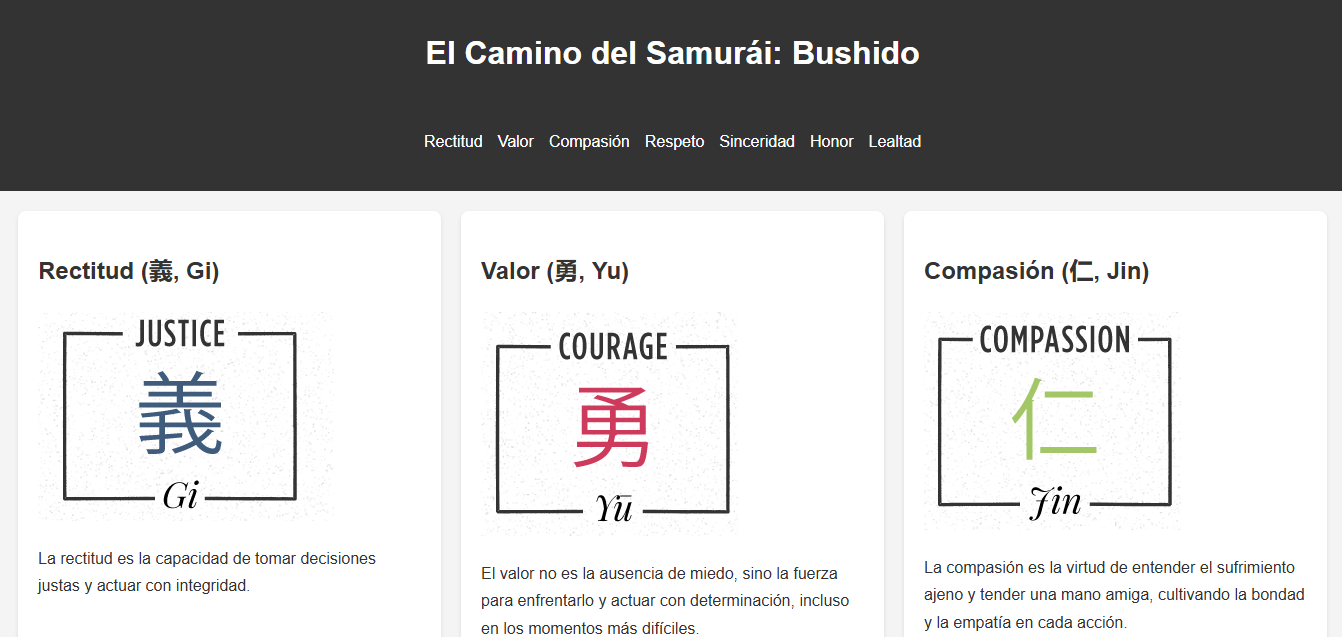 El Camino del Samurái: Bushido
Rectitud Valor Compasión Respeto Sinceridad Honor Lealtad
Rectitud (義, Gi)
JUSTICE
義
Gi
La rectitud es la capacidad de tomar decisiones
justas y actuar con integridad.
Valor (勇, Yu)
COURAGE
勇
Yū
El valor no es la ausencia de miedo, sino la fuerza
para enfrentarlo y actuar con determinación, incluso
en los momentos más difíciles.
Compasión (仁, Jin)
COMPASSION
仁
Jin
La compasión es la virtud de entender el sufrimiento
ajeno y tender una mano amiga, cultivando la bondad
y la empatía en cada acción.